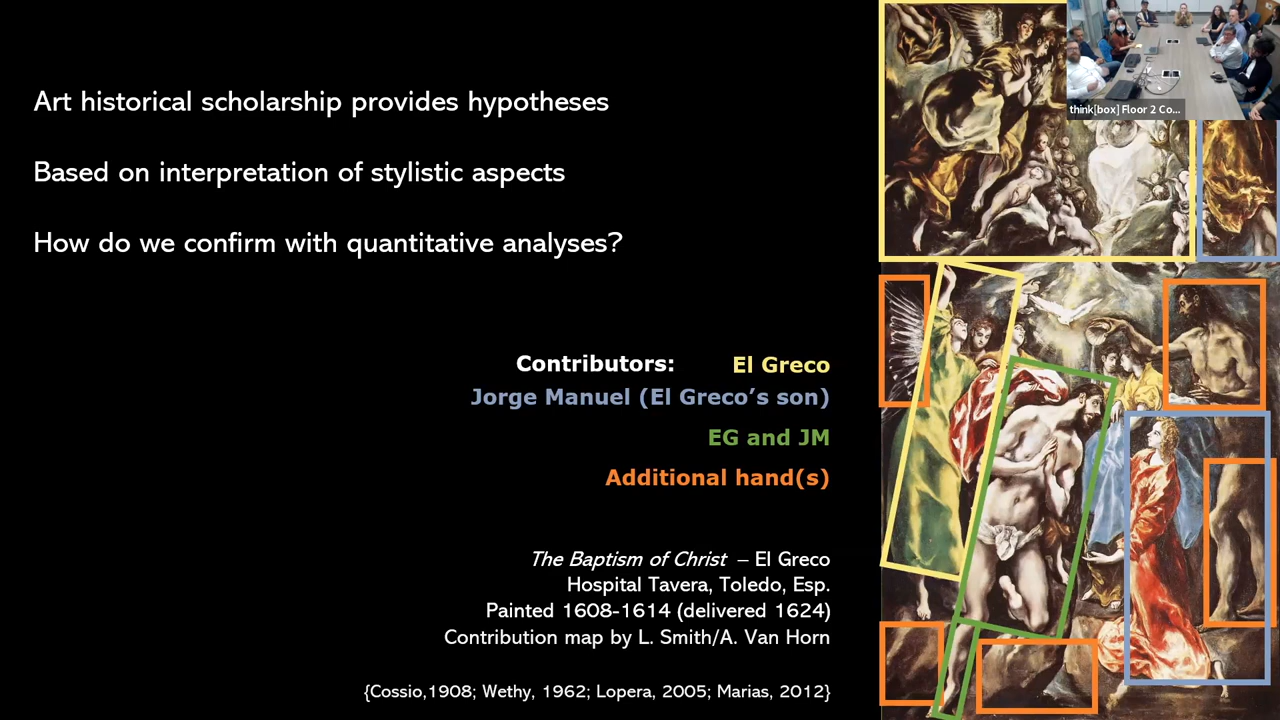 Art historical scholarship provides hypotheses
Based on interpretation of stylistic aspects
How do we confirm with quantitative analyses?
think[box] Floor 2 Co...
Contributors: El Greco
Jorge Manuel (El Greco’s son)
EG and JM
Additional hand(s)
The Baptism of Christ – El Greco
Hospital Tavera, Toledo, Esp.
Painted 1608-1614 (delivered 1624)
Contribution map by L. Smith/A. Van Horn
{Cossio,1908; Wethy, 1962; Lopera, 2005; Marias, 2012}